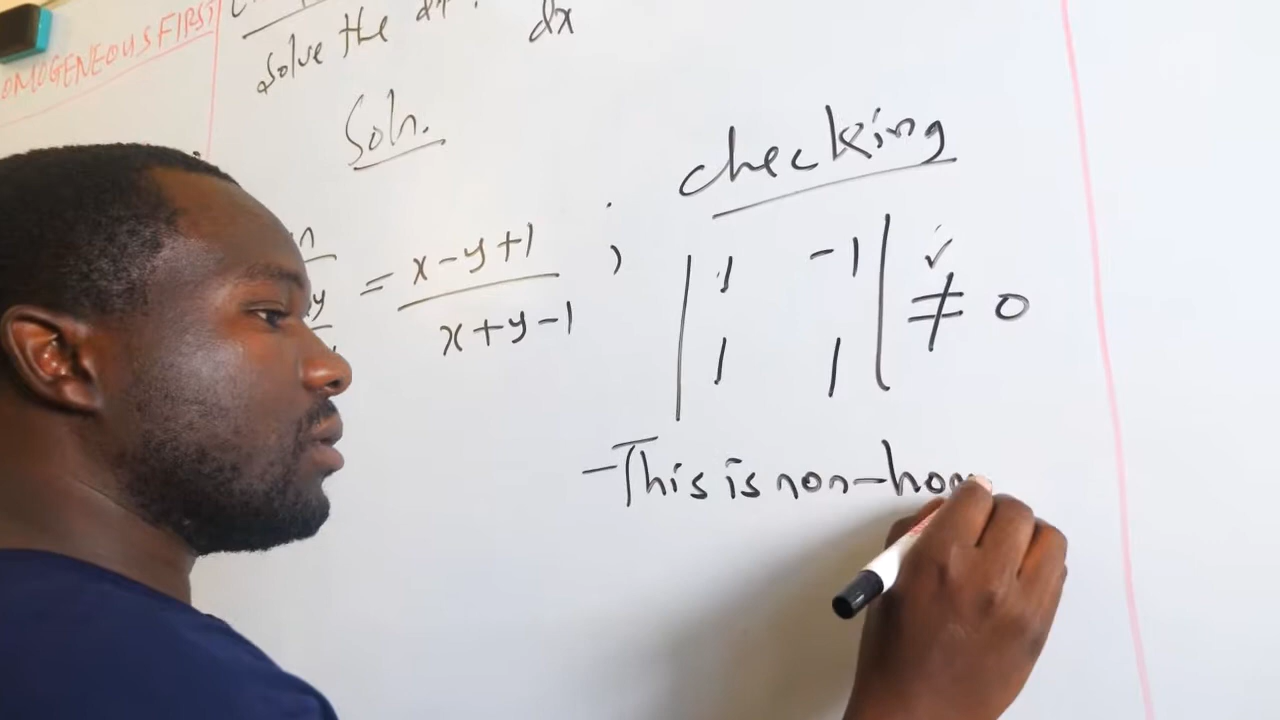 OMOGENEOUS FIRST
Solve the
dx
Soln.
checking
= x-y+1
x+y-1 ;
| 1 -1 |
| 1 1 | ≠ 0
-This is non-hom